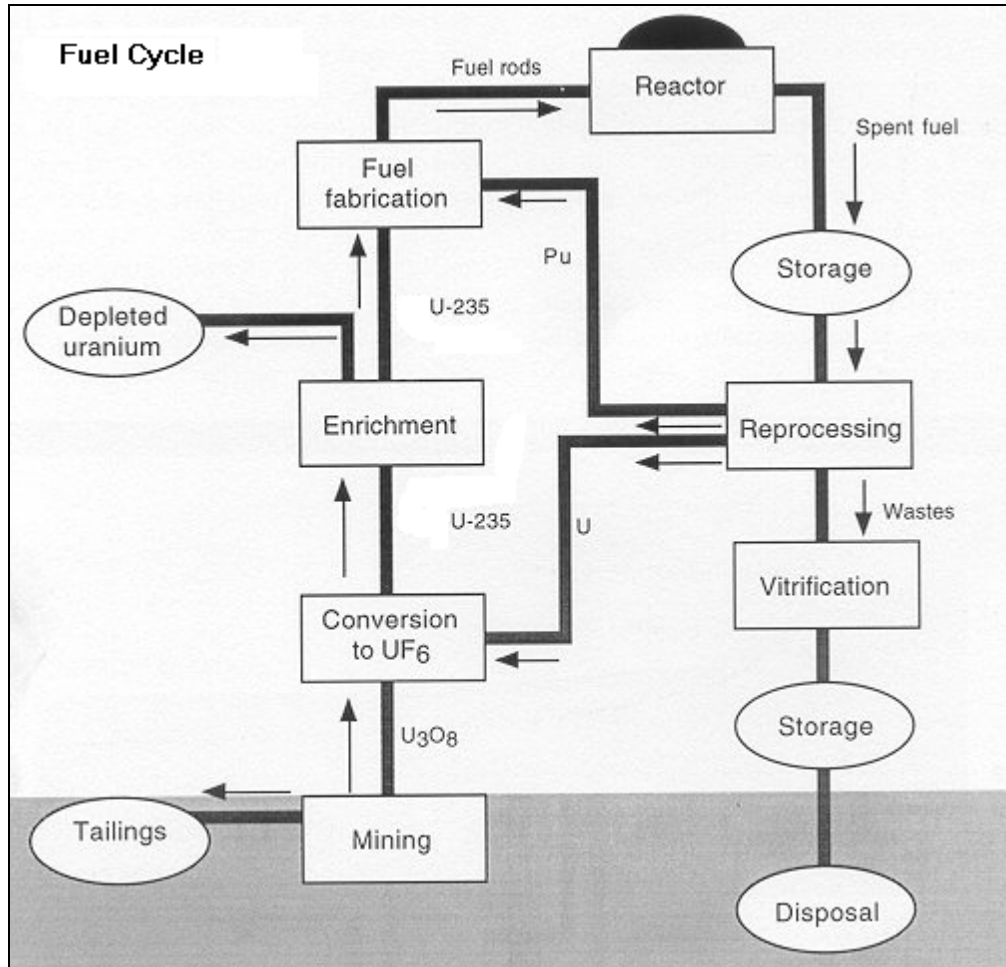 Fuel Cycle
Fuel rods
Reactor
Spent fuel
Fuel
fabrication
Pu
Storage
U-235
Depleted
uranium
Enrichment
Reprocessing
U-235
U
Wastes
Vitrification
Conversion
to UF₆
Storage
U₃O₈
Tailings
Mining
Disposal